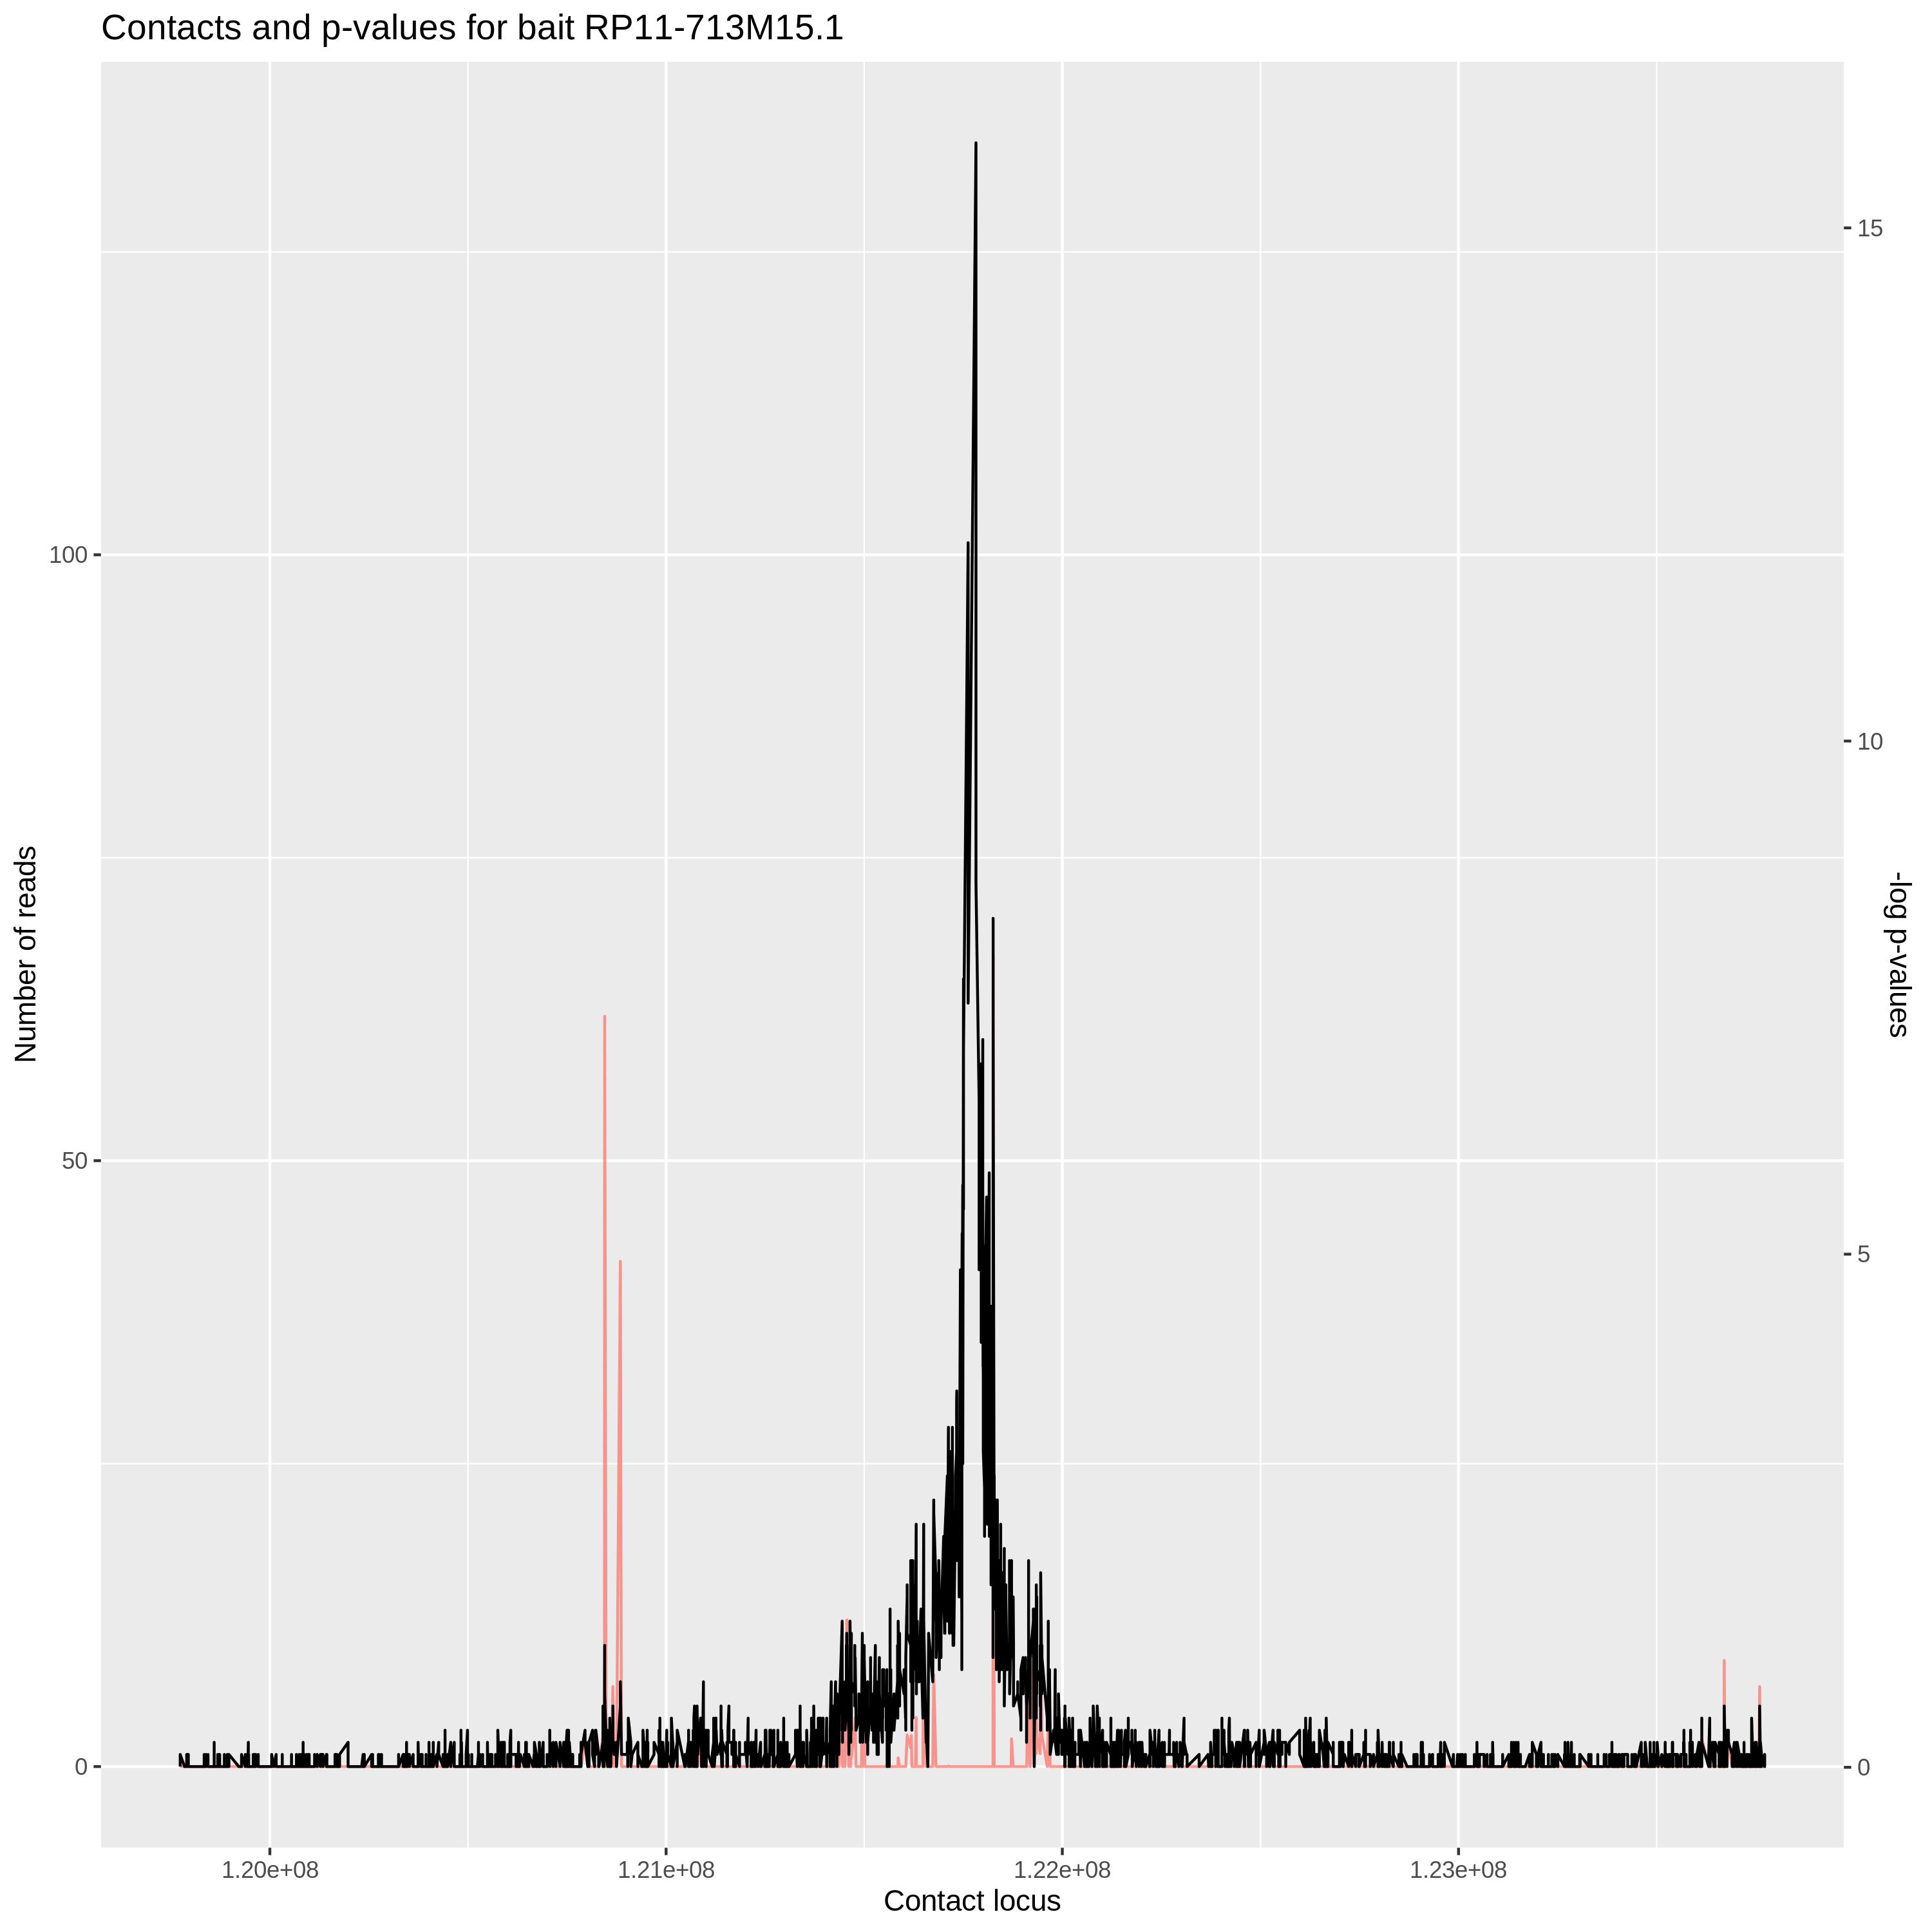 Contacts and p-values for bait RP11-713M15.1
Number of reads
100
50
0
15
10
5
0
-log p-values
1.20e+08
1.21e+08
1.22e+08
1.23e+08
Contact locus